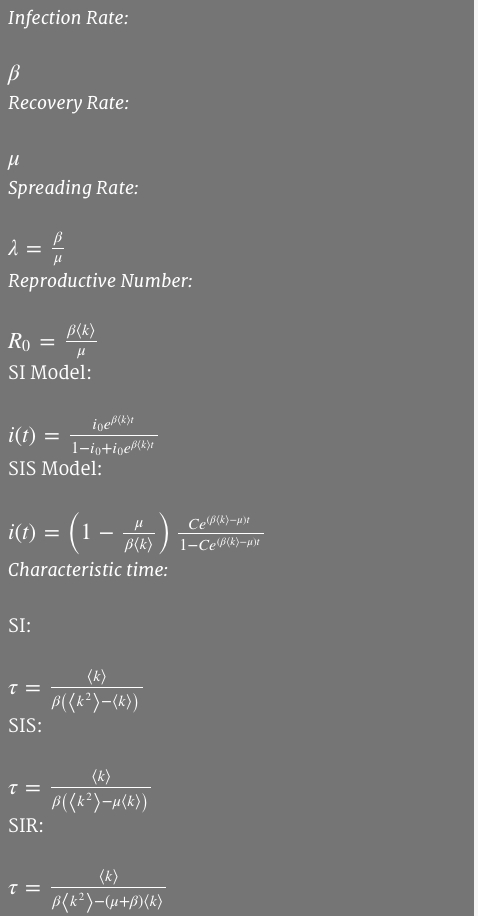 Infection Rate:
β
Recovery Rate:
μ
Spreading Rate:
λ = β/μ
Reproductive Number:
R₀ = β⟨k⟩/μ
SI Model:
i(t) = i₀e^{β⟨k⟩t}/(1−i₀+i₀e^{β⟨k⟩t})
SIS Model:
i(t) = (1 − μ/(β⟨k⟩)) Ce^{(β⟨k⟩−μ)t}/(1−Ce^{(β⟨k⟩−μ)t})
Characteristic time:
SI:
τ = ⟨k⟩/(β(⟨k²⟩−⟨k⟩))
SIS:
τ = ⟨k⟩/(β(⟨k²⟩−μ⟨k⟩))
SIR:
τ = ⟨k⟩/(β⟨k²⟩−(μ+β)⟨k⟩)